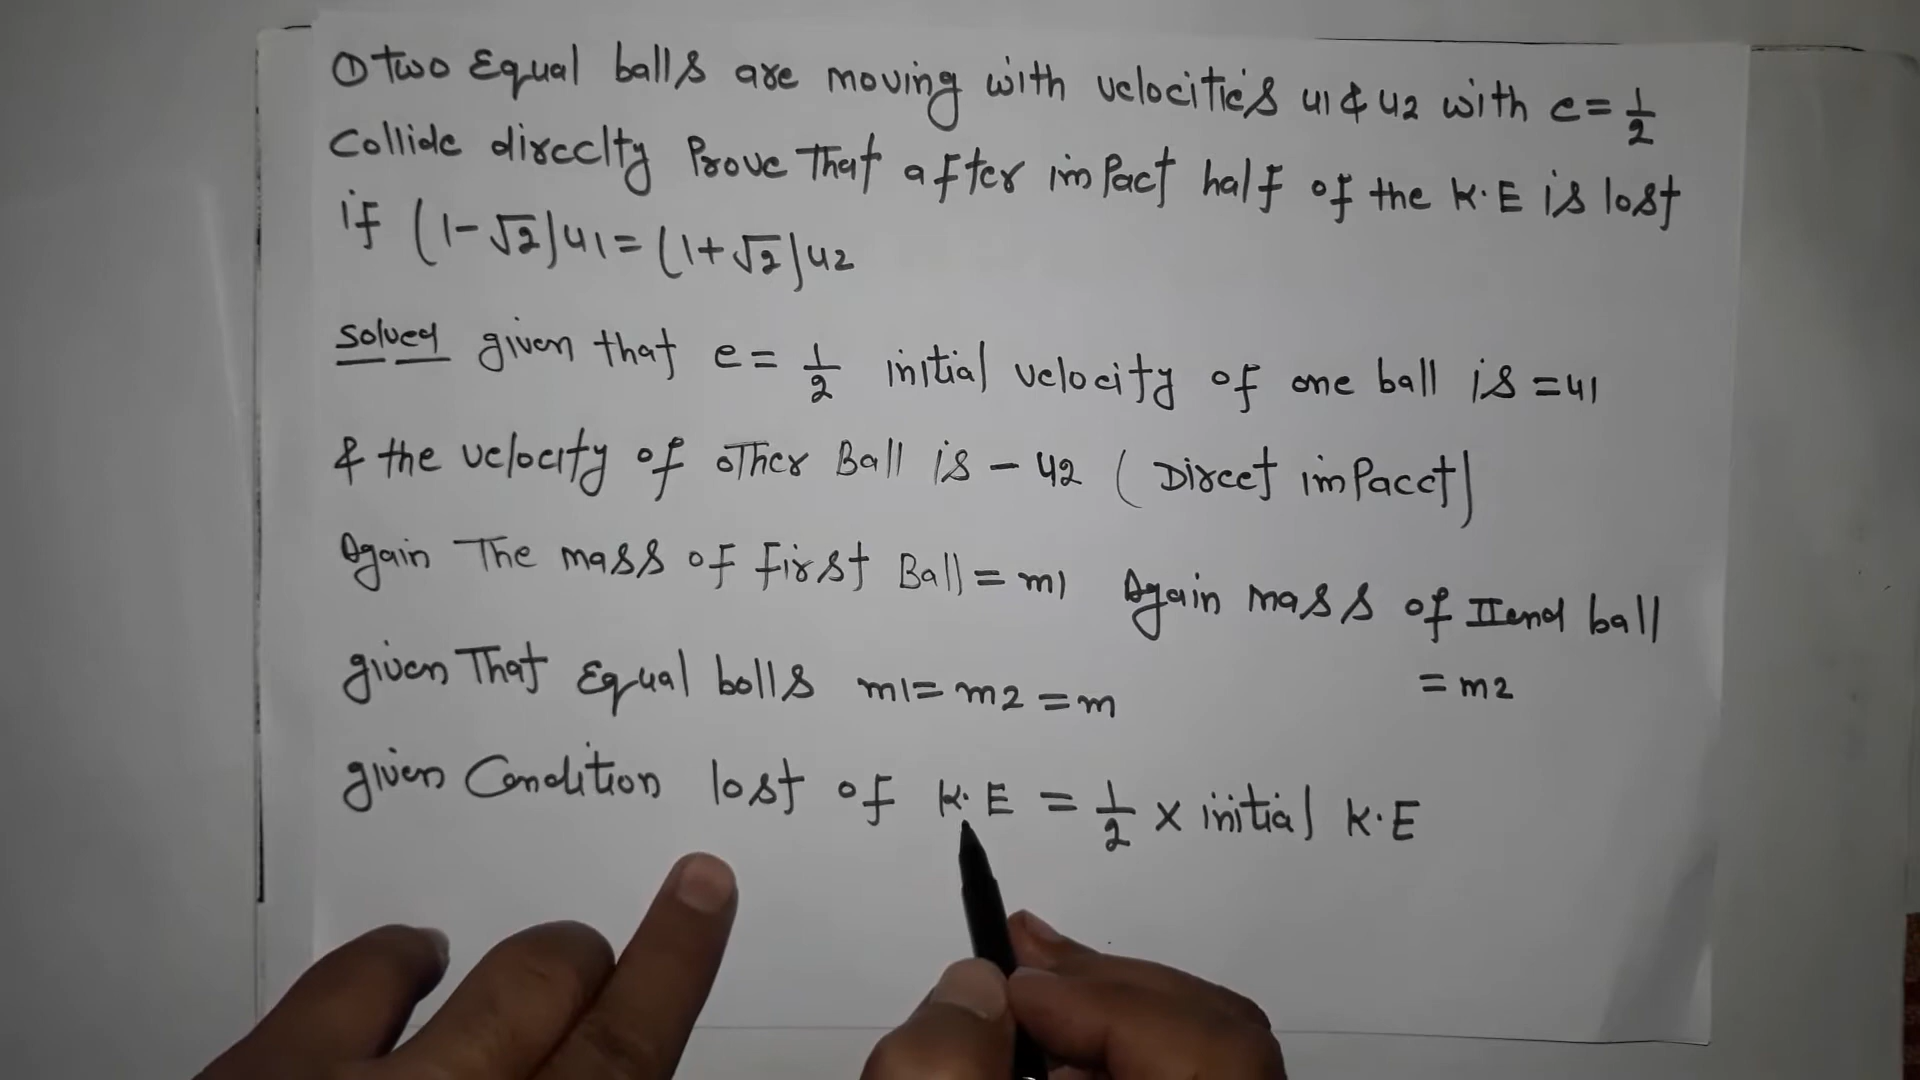 ① two Equal balls are moving with velocities u1 & u2 with e = 1/2
Collide direclty Prove That after imPact half of the K.E is lost
if (1-√2)u1 = (1+√2)u2
Solved given that e = 1/2 initial velocity of one ball is = u1
& the velocity of oTher Ball is - u2 (Direct imPacct)
Again The mass of First Ball = m1 Again mass of IIend ball
= m2
given That Equal bolls m1 = m2 = m
given Condition lost of K.E = 1/2 × initial K.E